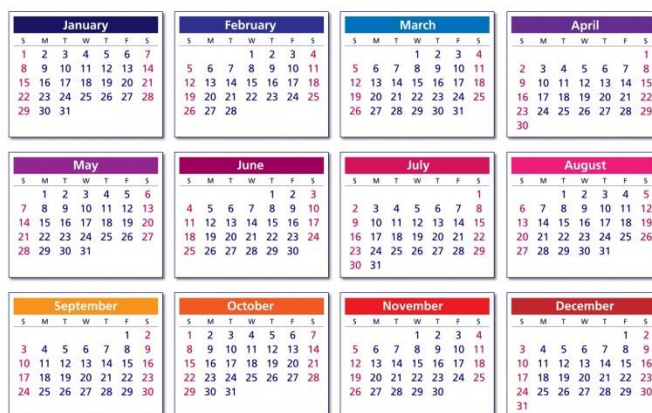 January
S M T W T F S
1 2 3 4 5 6 7
8 9 10 11 12 13 14
15 16 17 18 19 20 21
22 23 24 25 26 27 28
29 30 31
February
S M T W T F S
1 2 3 4
5 6 7 8 9 10 11
12 13 14 15 16 17 18
19 20 21 22 23 24 25
26 27 28
March
S M T W T F S
1 2 3 4
5 6 7 8 9 10 11
12 13 14 15 16 17 18
19 20 21 22 23 24 25
26 27 28 29 30 31
April
S M T W T F S
1
2 3 4 5 6 7 8
9 10 11 12 13 14 15
16 17 18 19 20 21 22
23 24 25 26 27 28 29
30
May
S M T W T F S
1 2 3 4 5 6
7 8 9 10 11 12 13
14 15 16 17 18 19 20
21 22 23 24 25 26 27
28 29 30 31
June
S M T W T F S
1 2 3
4 5 6 7 8 9 10
11 12 13 14 15 16 17
18 19 20 21 22 23 24
25 26 27 28 29 30
July
S M T W T F S
1
2 3 4 5 6 7 8
9 10 11 12 13 14 15
16 17 18 19 20 21 22
23 24 25 26 27 28 29
30 31
August
S M T W T F S
1 2 3 4 5
6 7 8 9 10 11 12
13 14 15 16 17 18 19
20 21 22 23 24 25 26
27 28 29 30 31
September
S M T W T F S
1 2
3 4 5 6 7 8 9
10 11 12 13 14 15 16
17 18 19 20 21 22 23
24 25 26 27 28 29 30
October
S M T W T F S
1 2 3 4 5 6 7
8 9 10 11 12 13 14
15 16 17 18 19 20 21
22 23 24 25 26 27 28
29 30 31
November
S M T W T F S
1 2 3 4
5 6 7 8 9 10 11
12 13 14 15 16 17 18
19 20 21 22 23 24 25
26 27 28 29 30
December
S M T W T F S
1 2
3 4 5 6 7 8 9
10 11 12 13 14 15 16
17 18 19 20 21 22 23
24 25 26 27 28 29 30
31